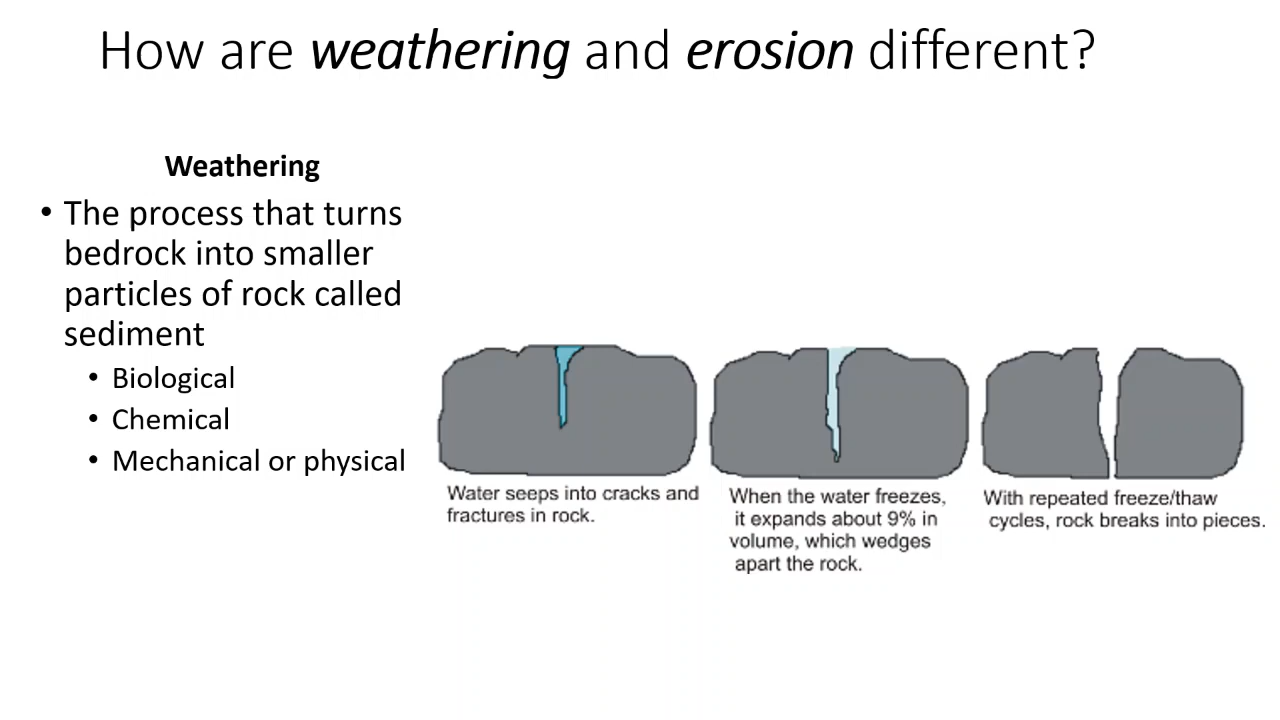 How are weathering and erosion different?
Weathering
• The process that turns
bedrock into smaller
particles of rock called
sediment
• Biological
• Chemical
• Mechanical or physical
Water seeps into cracks and
fractures in rock.
When the water freezes,
it expands about 9% in
volume, which wedges
apart the rock.
With repeated freeze/thaw
cycles, rock breaks into pieces.